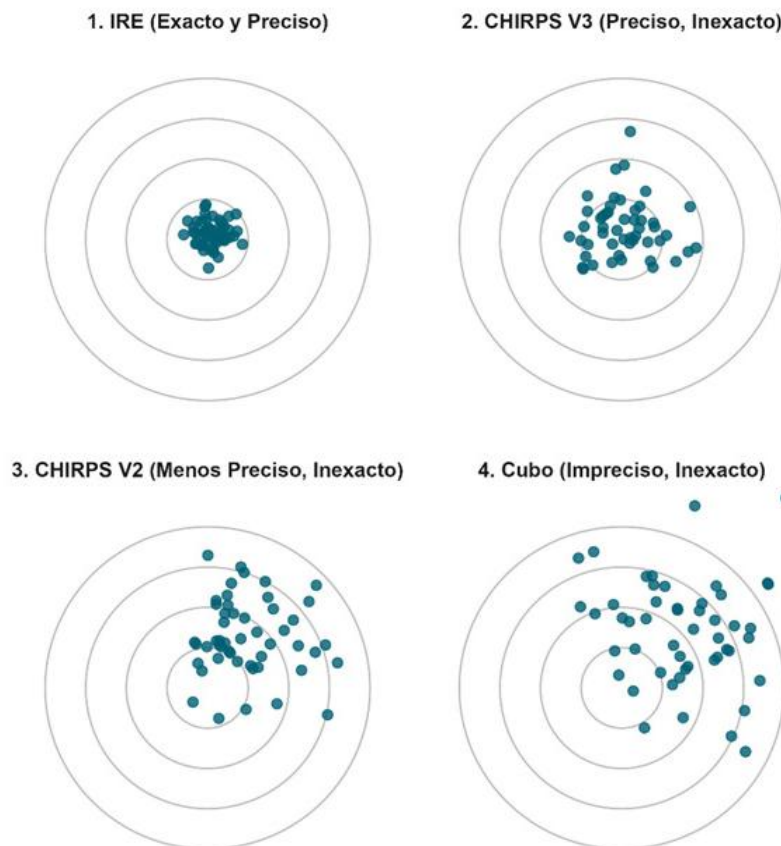 1. IRE (Exacto y Preciso)
2. CHIRPS V3 (Preciso, Inexacto)
3. CHIRPS V2 (Menos Preciso, Inexacto)
4. Cubo (Impreciso, Inexacto)